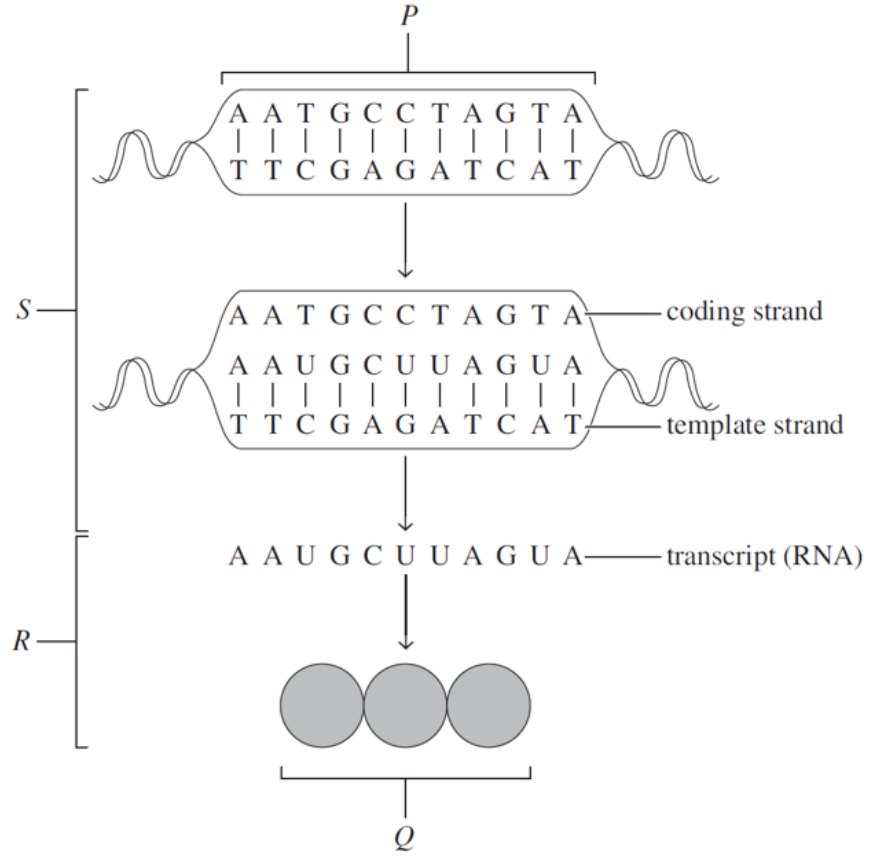 P
A A T G C C T A G T A
T T C G A G A T C A T
S
A A T G C C T A G T A coding strand
A A U G C U U A G U A
T T C G A G A T C A T template strand
A A U G C U U A G U A transcript (RNA)
R
Q